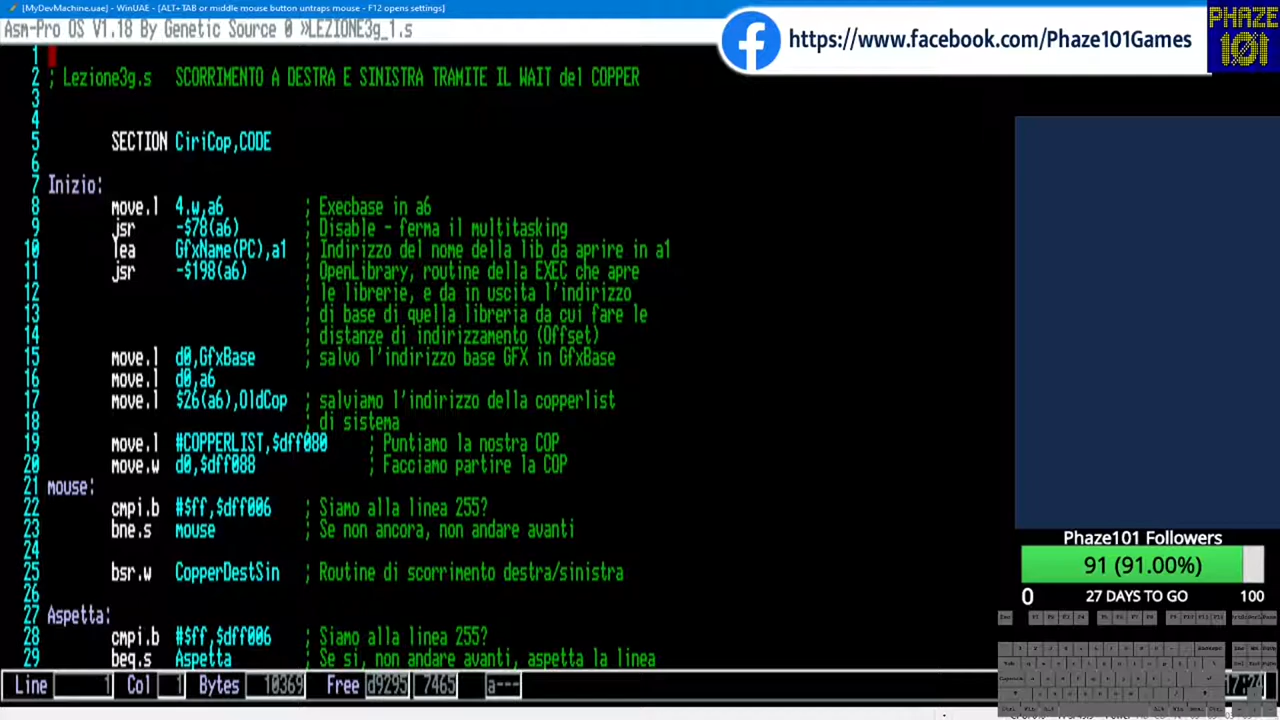 [MyDevMachine.uae] - WinUAE - [ALT+TAB or middle mouse button untraps mouse - F12 opens settings]
Asm-Pro OS V1.18 By Genetic Source 0 »LEZIONE3g_1.s
https://www.facebook.com/Phaze101Games
PHAZE
101
1
2 ; Lezione3g.s SCORRIMENTO A DESTRA E SINISTRA TRAMITE IL WAIT del COPPER
3
4
5 SECTION CiriCop,CODE
6
7 Inizio:
8 move.l 4.w,a6 ; Execbase in a6
9 jsr -$78(a6) ; Disable - ferma il multitasking
10 lea GfxName(PC),a1 ; Indirizzo del nome della lib da aprire in a1
11 jsr -$198(a6) ; OpenLibrary, routine della EXEC che apre
12 ; le librerie, e da in uscita l'indirizzo
13 ; di base di quella libreria da cui fare le
14 ; distanze di indirizzamento (Offset)
15 move.l d0,GfxBase ; salvo l'indirizzo base GFX in GfxBase
16 move.l d0,a6
17 move.l $26(a6),OldCop ; salviamo l'indirizzo della copperlist
18 ; di sistema
19 move.l #COPPERLIST,$dff080 ; Puntiamo la nostra COP
20 move.w d0,$dff088 ; Facciamo partire la COP
21 mouse:
22 cmpi.b #$ff,$dff006 ; Siamo alla linea 255?
23 bne.s mouse ; Se non ancora, non andare avanti
24
25 bsr.w CopperDestSin ; Routine di scorrimento destra/sinistra
26
27 Aspetta:
28 cmpi.b #$ff,$dff006 ; Siamo alla linea 255?
29 beq.s Aspetta ; Se si, non andare avanti, aspetta la linea
Phaze101 Followers
91 (91.00%)
0 27 DAYS TO GO 100
Line 1 Col 1 Bytes 10369 Free d9295 7465 a---